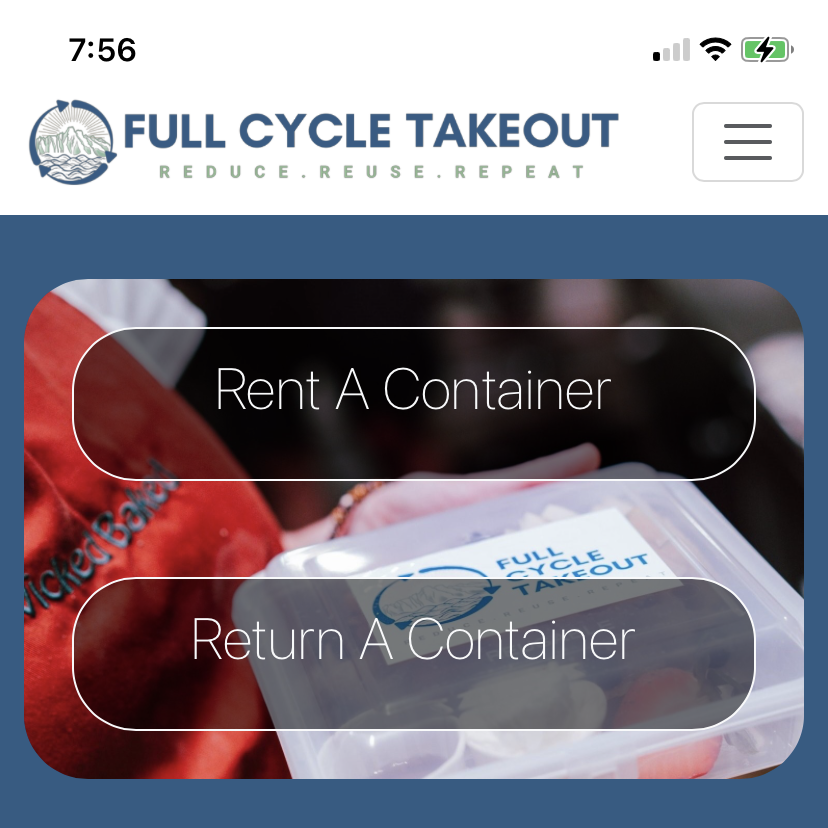 7:56
FULL CYCLE TAKEOUT
REDUCE.REUSE.REPEAT
Rent A Container
Wicked Baked
FULL
CYCLE
TAKEOUT
Return A Container